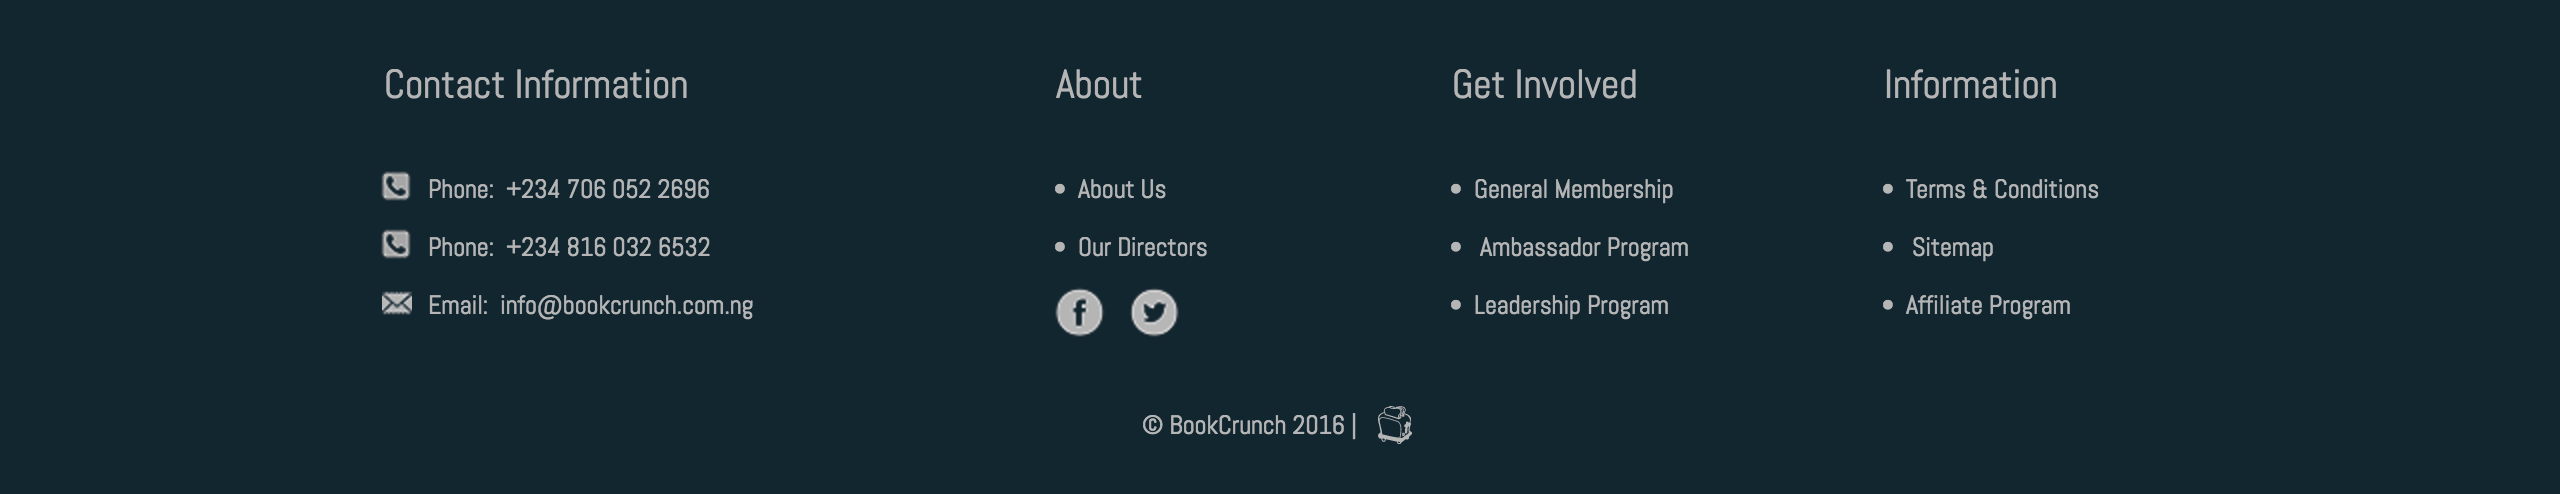 Contact Information
Phone: +234 706 052 2696
Phone: +234 816 032 6532
Email: info@bookcrunch.com.ng
About
• About Us
• Our Directors
Get Involved
• General Membership
• Ambassador Program
• Leadership Program
Information
• Terms & Conditions
• Sitemap
• Affiliate Program
© BookCrunch 2016 |